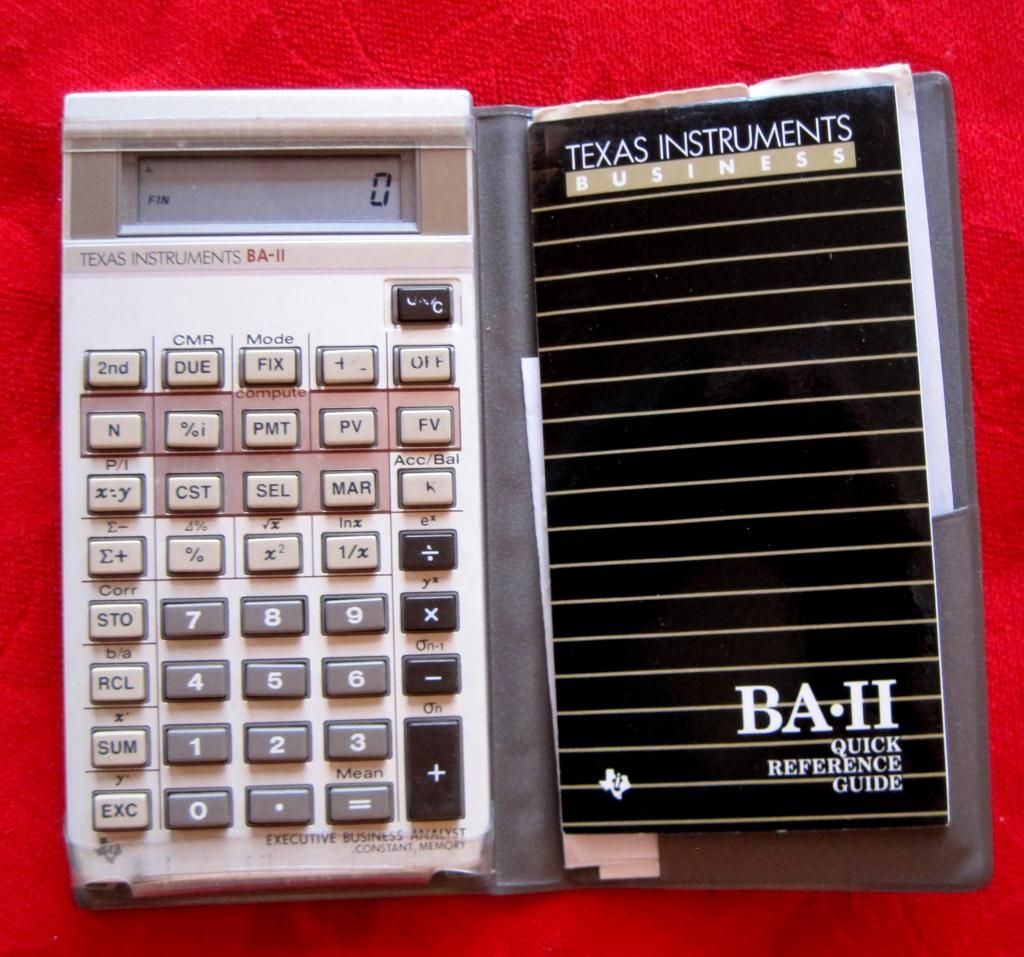 FIN 0
TEXAS INSTRUMENTS BA-II
CMR Mode
2nd DUE FIX OFF
compute
N %i PMT PV FV
P/I Acc/Bal
CST SEL MAR
Σ− Δ% √x lnx eˣ
Σ+ % x² 1/x ÷
Corr yˣ
STO 7 8 9 ×
b/a σn-1
RCL 4 5 6 −
x' σn
SUM 1 2 3 +
y' Mean
EXC 0 . =
EXECUTIVE BUSINESS ANALYST
CONSTANT MEMORY
TEXAS INSTRUMENTS
BUSINESS
BA•II
QUICK
REFERENCE
GUIDE